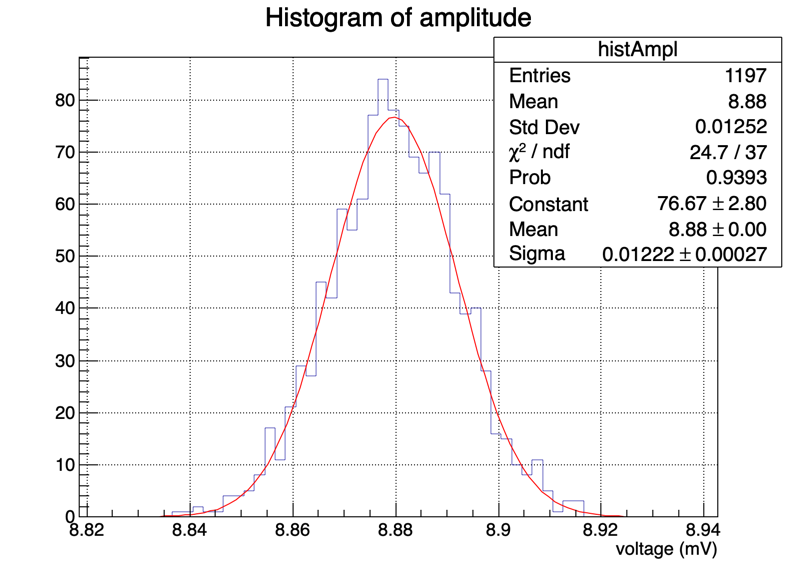 Histogram of amplitude
histAmpl
Entries 1197
Mean 8.88
Std Dev 0.01252
χ² / ndf 24.7 / 37
Prob 0.9393
Constant 76.67 ± 2.80
Mean 8.88 ± 0.00
Sigma 0.01222 ± 0.00027
80
70
60
50
40
30
20
10
0
8.82 8.84 8.86 8.88 8.9 8.92 8.94
voltage (mV)